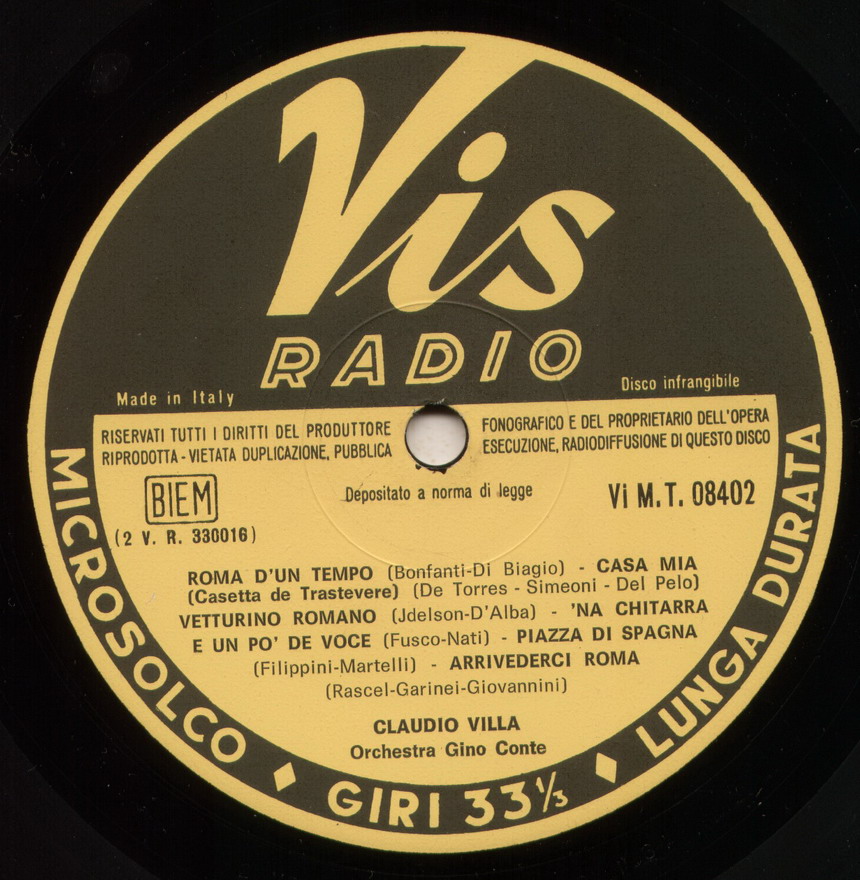 Vis
RADIO
Made in Italy
Disco infrangibile
RISERVATI TUTTI I DIRITTI DEL PRODUTTORE FONOGRAFICO E DEL PROPRIETARIO DELL'OPERA
RIPRODOTTA - VIETATA DUPLICAZIONE, PUBBLICA ESECUZIONE, RADIODIFFUSIONE DI QUESTO DISCO
BIEM
Depositato a norma di legge
Vi M.T. 08402
(2 V. R. 330016)
ROMA D'UN TEMPO (Bonfanti-Di Biagio) - CASA MIA
(Casetta de Trastevere) (De Torres - Simeoni - Del Pelo)
VETTURINO ROMANO (Jdelson-D'Alba) - 'NA CHITARRA
E UN PO' DE VOCE (Fusco-Nati) - PIAZZA DI SPAGNA
(Filippini-Martelli) - ARRIVEDERCI ROMA
(Rascel-Garinei-Giovannini)
CLAUDIO VILLA
Orchestra Gino Conte
MICROSOLCO ♦ GIRI 33⅓ ♦ LUNGA DURATA